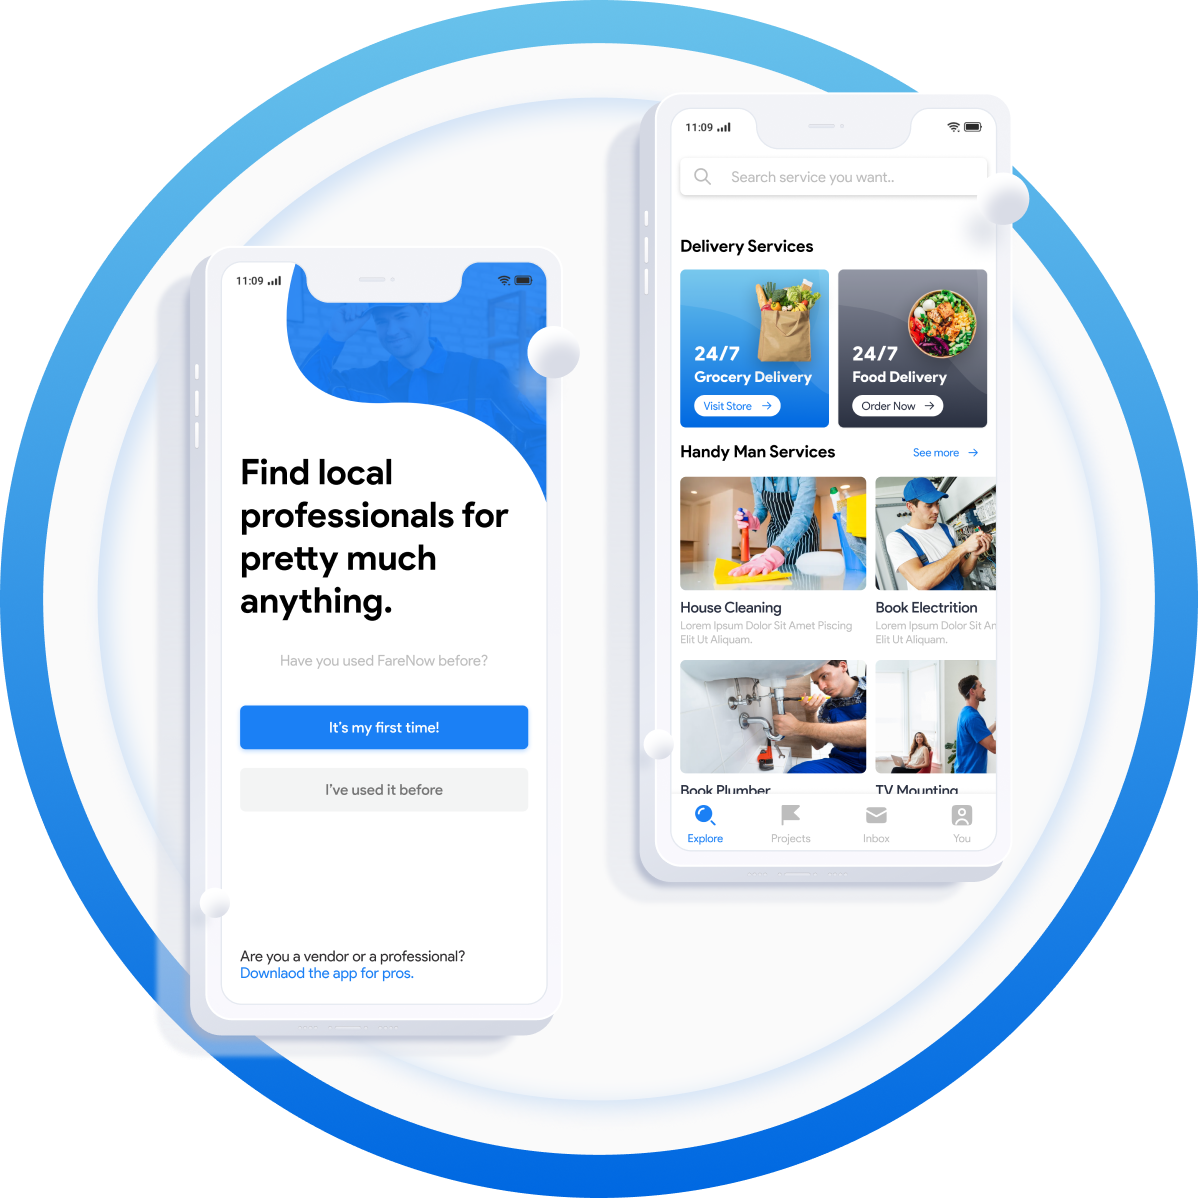 11:09
Find local
professionals for
pretty much
anything.
Have you used FareNow before?
It's my first time!
I've used it before
Are you a vendor or a professional?
Downlaod the app for pros.
11:09
Search service you want..
Delivery Services
24/7
Grocery Delivery
Visit Store
24/7
Food Delivery
Order Now
Handy Man Services
See more
House Cleaning
Lorem Ipsum Dolor Sit Amet Piscing
Elit Ut Aliquam.
Book Electrition
Lorem Ipsum Dolor Sit An
Elit Ut Aliquam.
Book Plumber
TV Mounting
Explore
Projects
Inbox
You